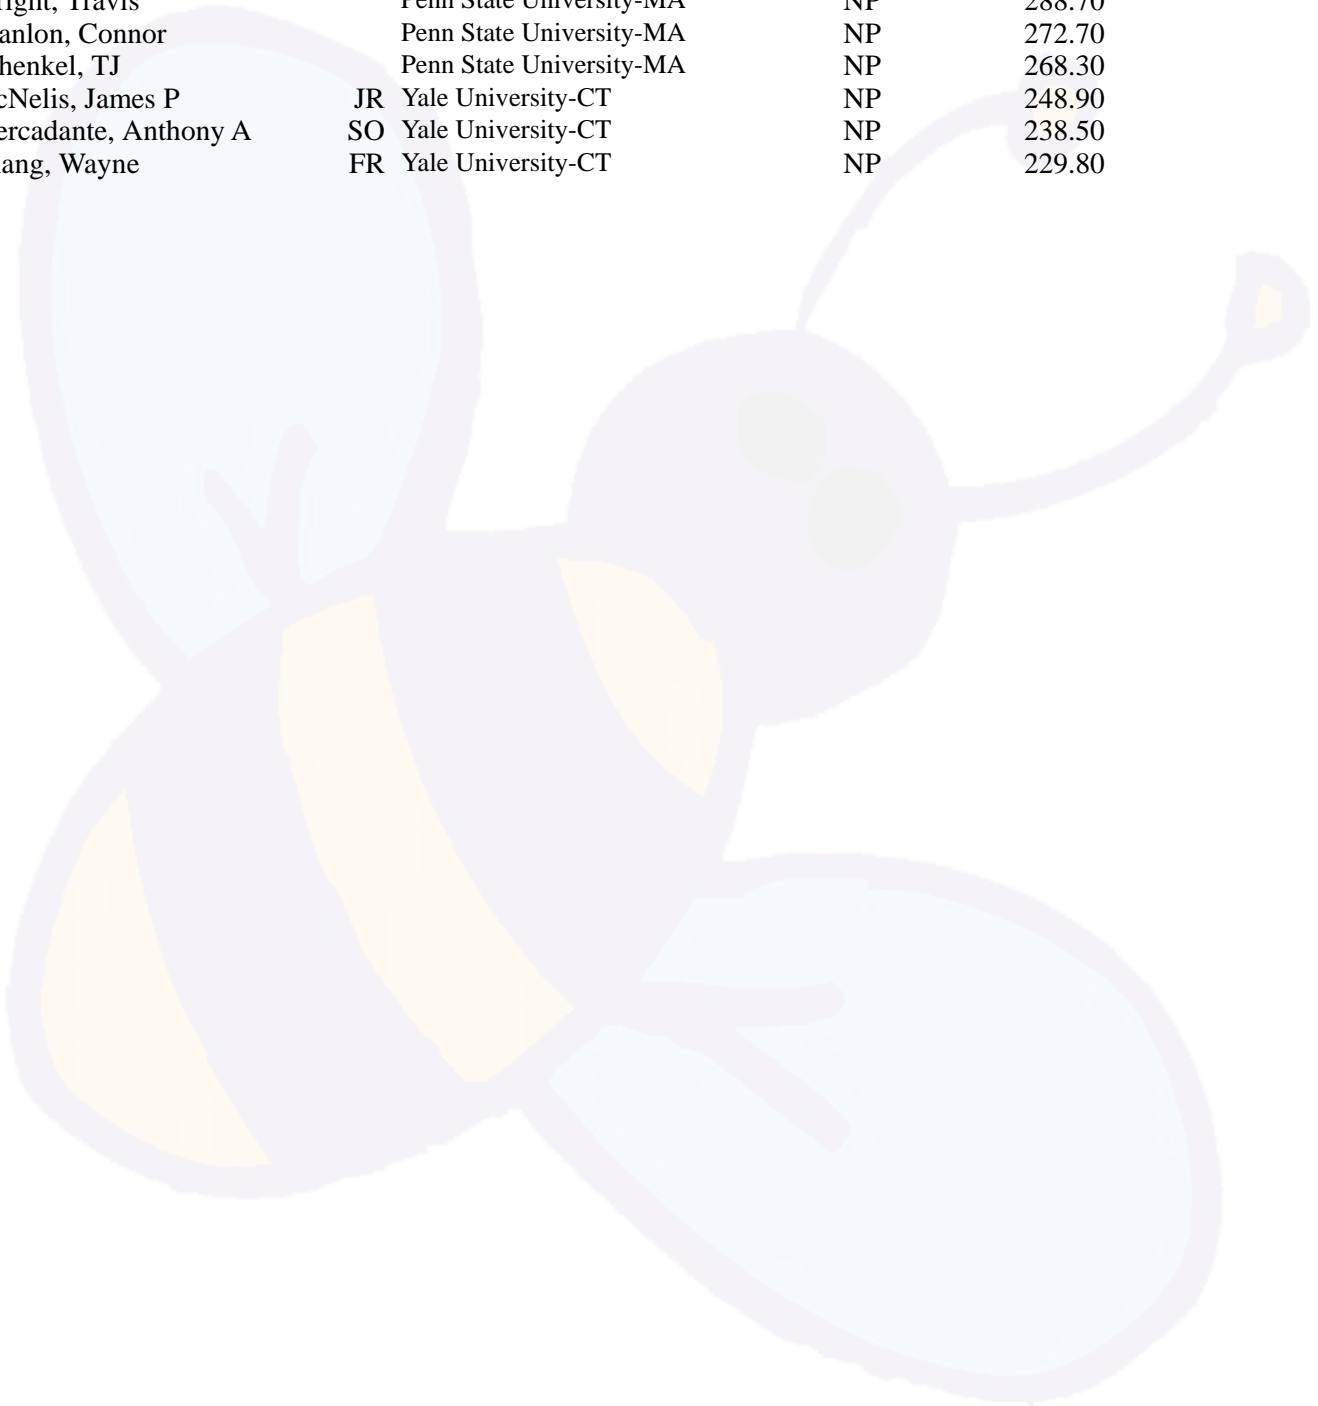 right, Travis Penn State University-MA NP 288.70
anlon, Connor Penn State University-MA NP 272.70
henkel, TJ Penn State University-MA NP 268.30
cNelis, James P JR Yale University-CT NP 248.90
ercadante, Anthony A SO Yale University-CT NP 238.50
ang, Wayne FR Yale University-CT NP 229.80